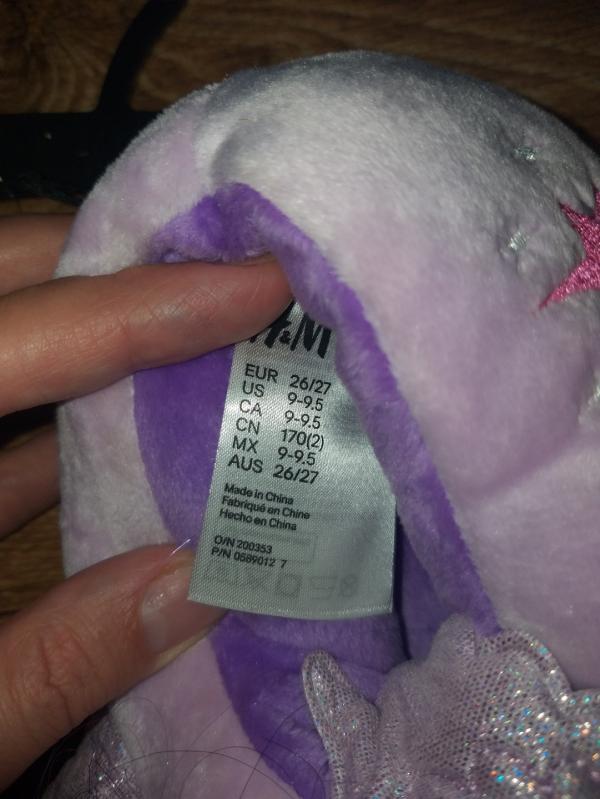 H&M
EUR 26/27
US 9-9.5
CA 9-9.5
CN 170(2)
MX 9-9.5
AUS 26/27
Made in China
Fabriqué en Chine
Hecho en China
O/N 200353
P/N 0589012 7